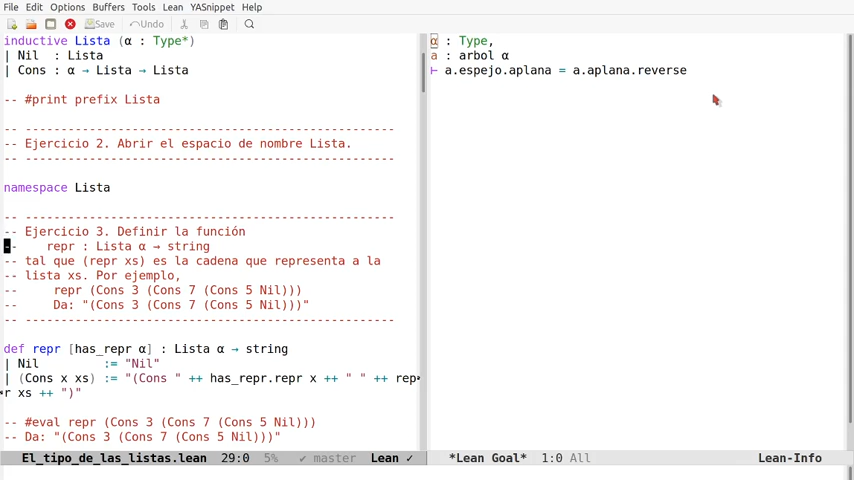 File Edit Options Buffers Tools Lean YASnippet Help
Save Undo
inductive Lista (α : Type*)
| Nil  : Lista
| Cons : α → Lista → Lista
-- #print prefix Lista
-- ----------------------------------------------------
-- Ejercicio 2. Abrir el espacio de nombre Lista.
-- ----------------------------------------------------
namespace Lista
-- ----------------------------------------------------
-- Ejercicio 3. Definir la función
--    repr : Lista α → string
-- tal que (repr xs) es la cadena que representa a la
-- lista xs. Por ejemplo,
--     repr (Cons 3 (Cons 7 (Cons 5 Nil)))
--     Da: "(Cons 3 (Cons 7 (Cons 5 Nil)))"
-- ----------------------------------------------------
def repr [has_repr α] : Lista α → string
| Nil         := "Nil"
| (Cons x xs) := "(Cons " ++ has_repr.repr x ++ " " ++ rep
r xs ++ ")"
-- #eval repr (Cons 3 (Cons 7 (Cons 5 Nil)))
-- Da: "(Cons 3 (Cons 7 (Cons 5 Nil)))"
El_tipo_de_las_listas.lean 29:0 5% ✓ master Lean ✓
α : Type,
a : arbol α
⊢ a.espejo.aplana = a.aplana.reverse
*Lean Goal* 1:0 All Lean-Info